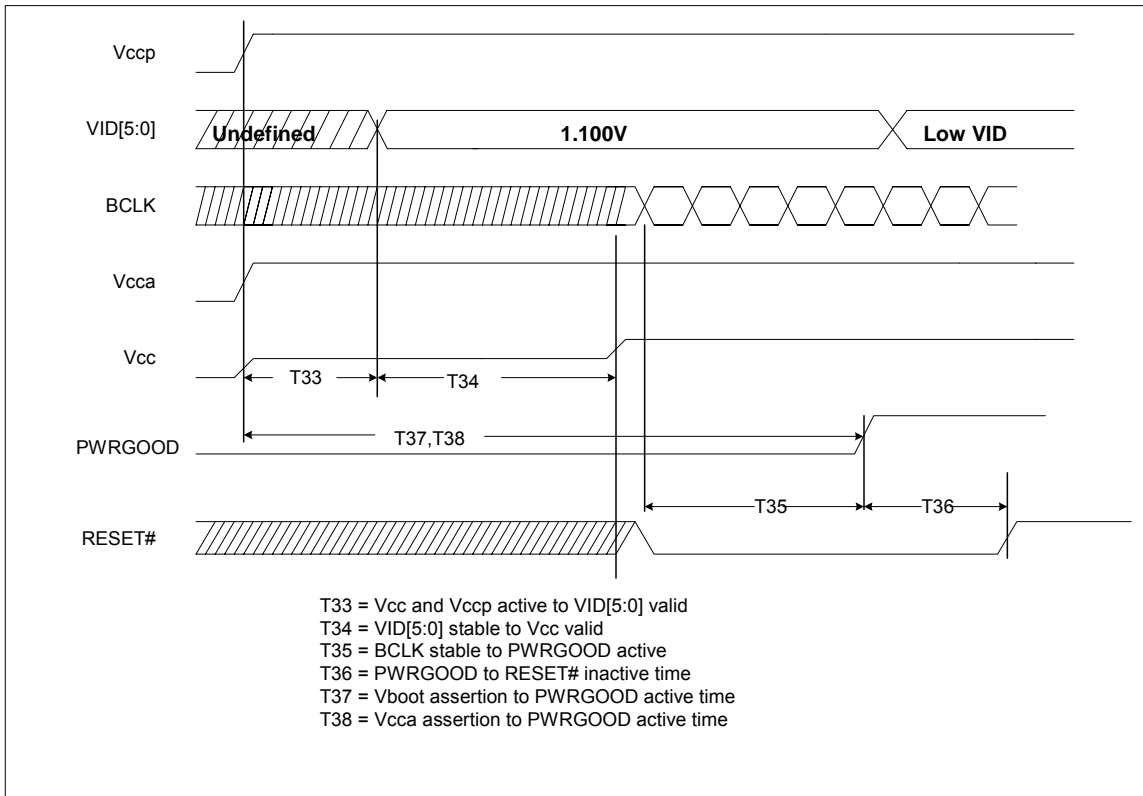 Vccp
VID[5:0]
Undefined
1.100V
Low VID
BCLK
Vcca
Vcc
T33
T34
T37,T38
PWRGOOD
T35
T36
RESET#
T33 = Vcc and Vccp active to VID[5:0] valid
T34 = VID[5:0] stable to Vcc valid
T35 = BCLK stable to PWRGOOD active
T36 = PWRGOOD to RESET# inactive time
T37 = Vboot assertion to PWRGOOD active time
T38 = Vcca assertion to PWRGOOD active time